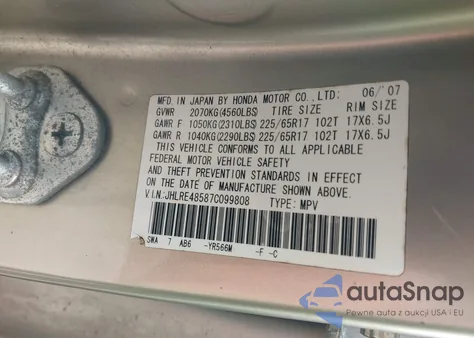 MFD. IN JAPAN BY HONDA MOTOR CO., LTD: 06/'07
GVWR 2070KG(4560LBS) TIRE SIZE RIM SIZE
GAWR F 1050KG(2310LBS) 225/65R17 102T 17X6.5J
GAWR R 1040KG(2290LBS) 225/65R17 102T 17X6.5J
THIS VEHICLE CONFORMS TO ALL APPLICABLE
FEDERAL MOTOR VEHICLE SAFETY
AND THEFT PREVENTION STANDARDS IN EFFECT
ON THE DATE OF MANUFACTURE SHOWN ABOVE.
V.I.N.:JHLRE48587C099808 TYPE: MPV
SWA 7 AB6 -YR566M -F -C
autoSnap
Pewne auta z aukcji USA i EU